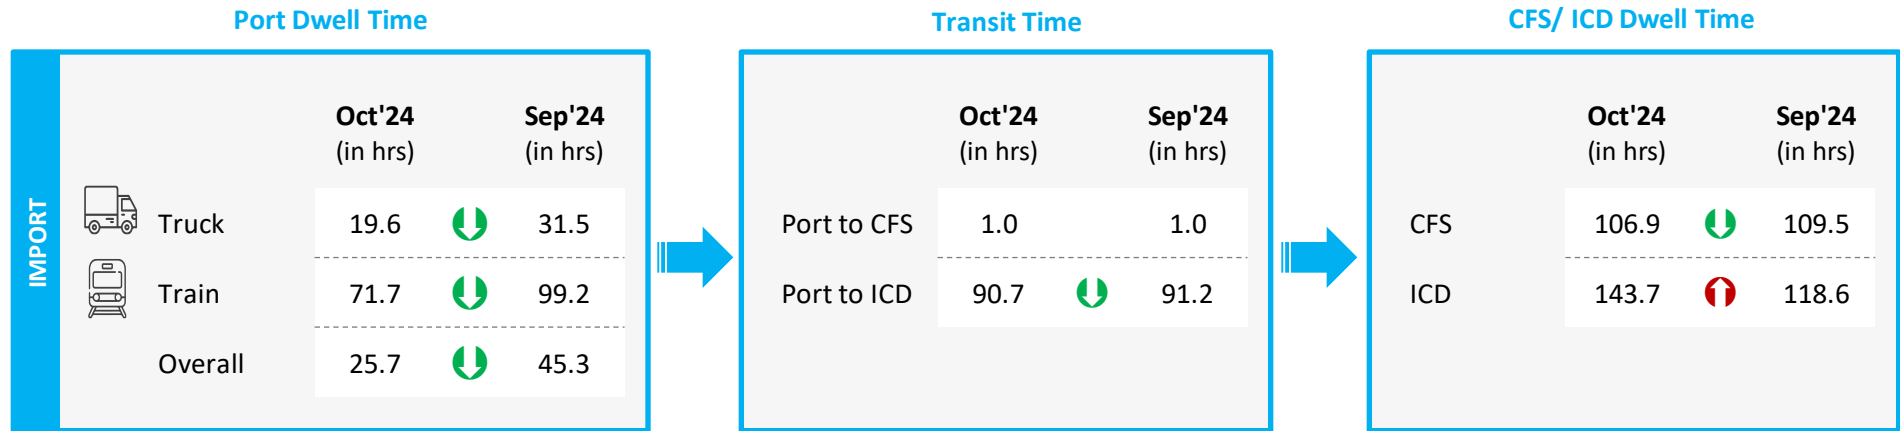 Port Dwell Time
Transit Time
CFS/ ICD Dwell Time
IMPORT
Oct'24 Sep'24
(in hrs) (in hrs)
Truck 19.6 31.5
Train 71.7 99.2
Overall 25.7 45.3
Oct'24 Sep'24
(in hrs) (in hrs)
Port to CFS 1.0 1.0
Port to ICD 90.7 91.2
Oct'24 Sep'24
(in hrs) (in hrs)
CFS 106.9 109.5
ICD 143.7 118.6